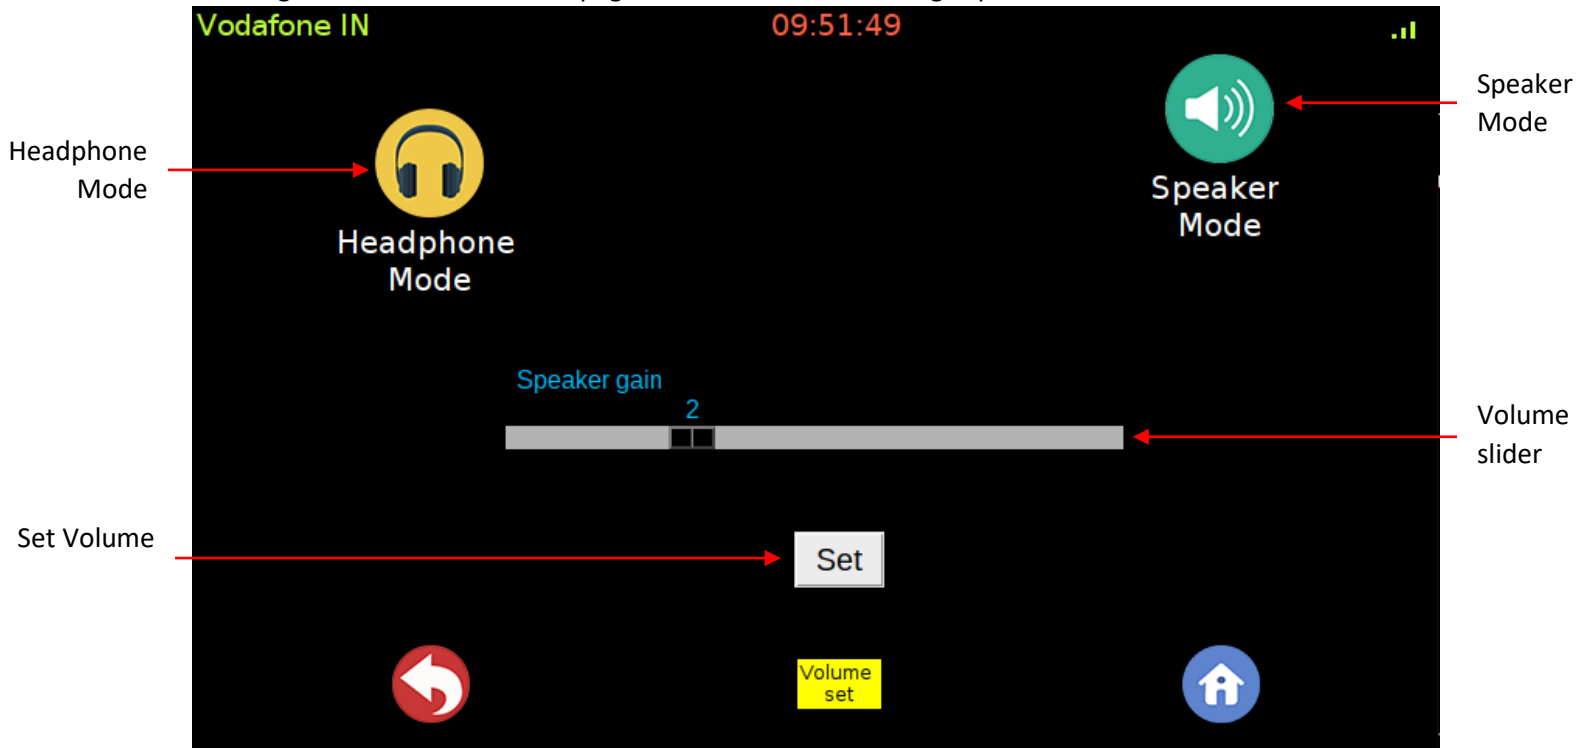 Vodafone IN
09:51:49
Speaker
Mode
Headphone
Mode
Speaker
Mode
Headphone
Mode
Speaker gain
2
Volume
slider
Set Volume
Set
Volume
set